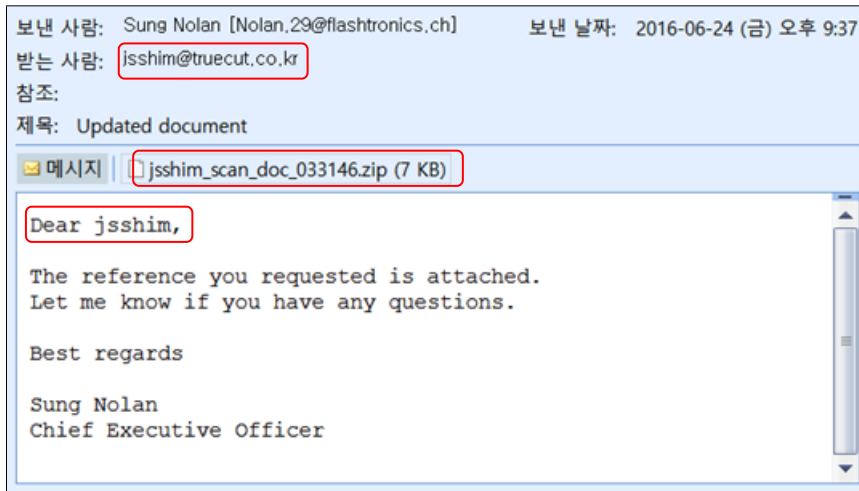 보낸 사람: Sung Nolan [Nolan.29@flashtronics.ch] 보낸 날짜: 2016-06-24 (금) 오후 9:37
받는 사람: jsshim@truecut.co.kr
참조:
제목: Updated document
메시지 jsshim_scan_doc_033146.zip (7 KB)
Dear jsshim,
The reference you requested is attached.
Let me know if you have any questions.
Best regards
Sung Nolan
Chief Executive Officer